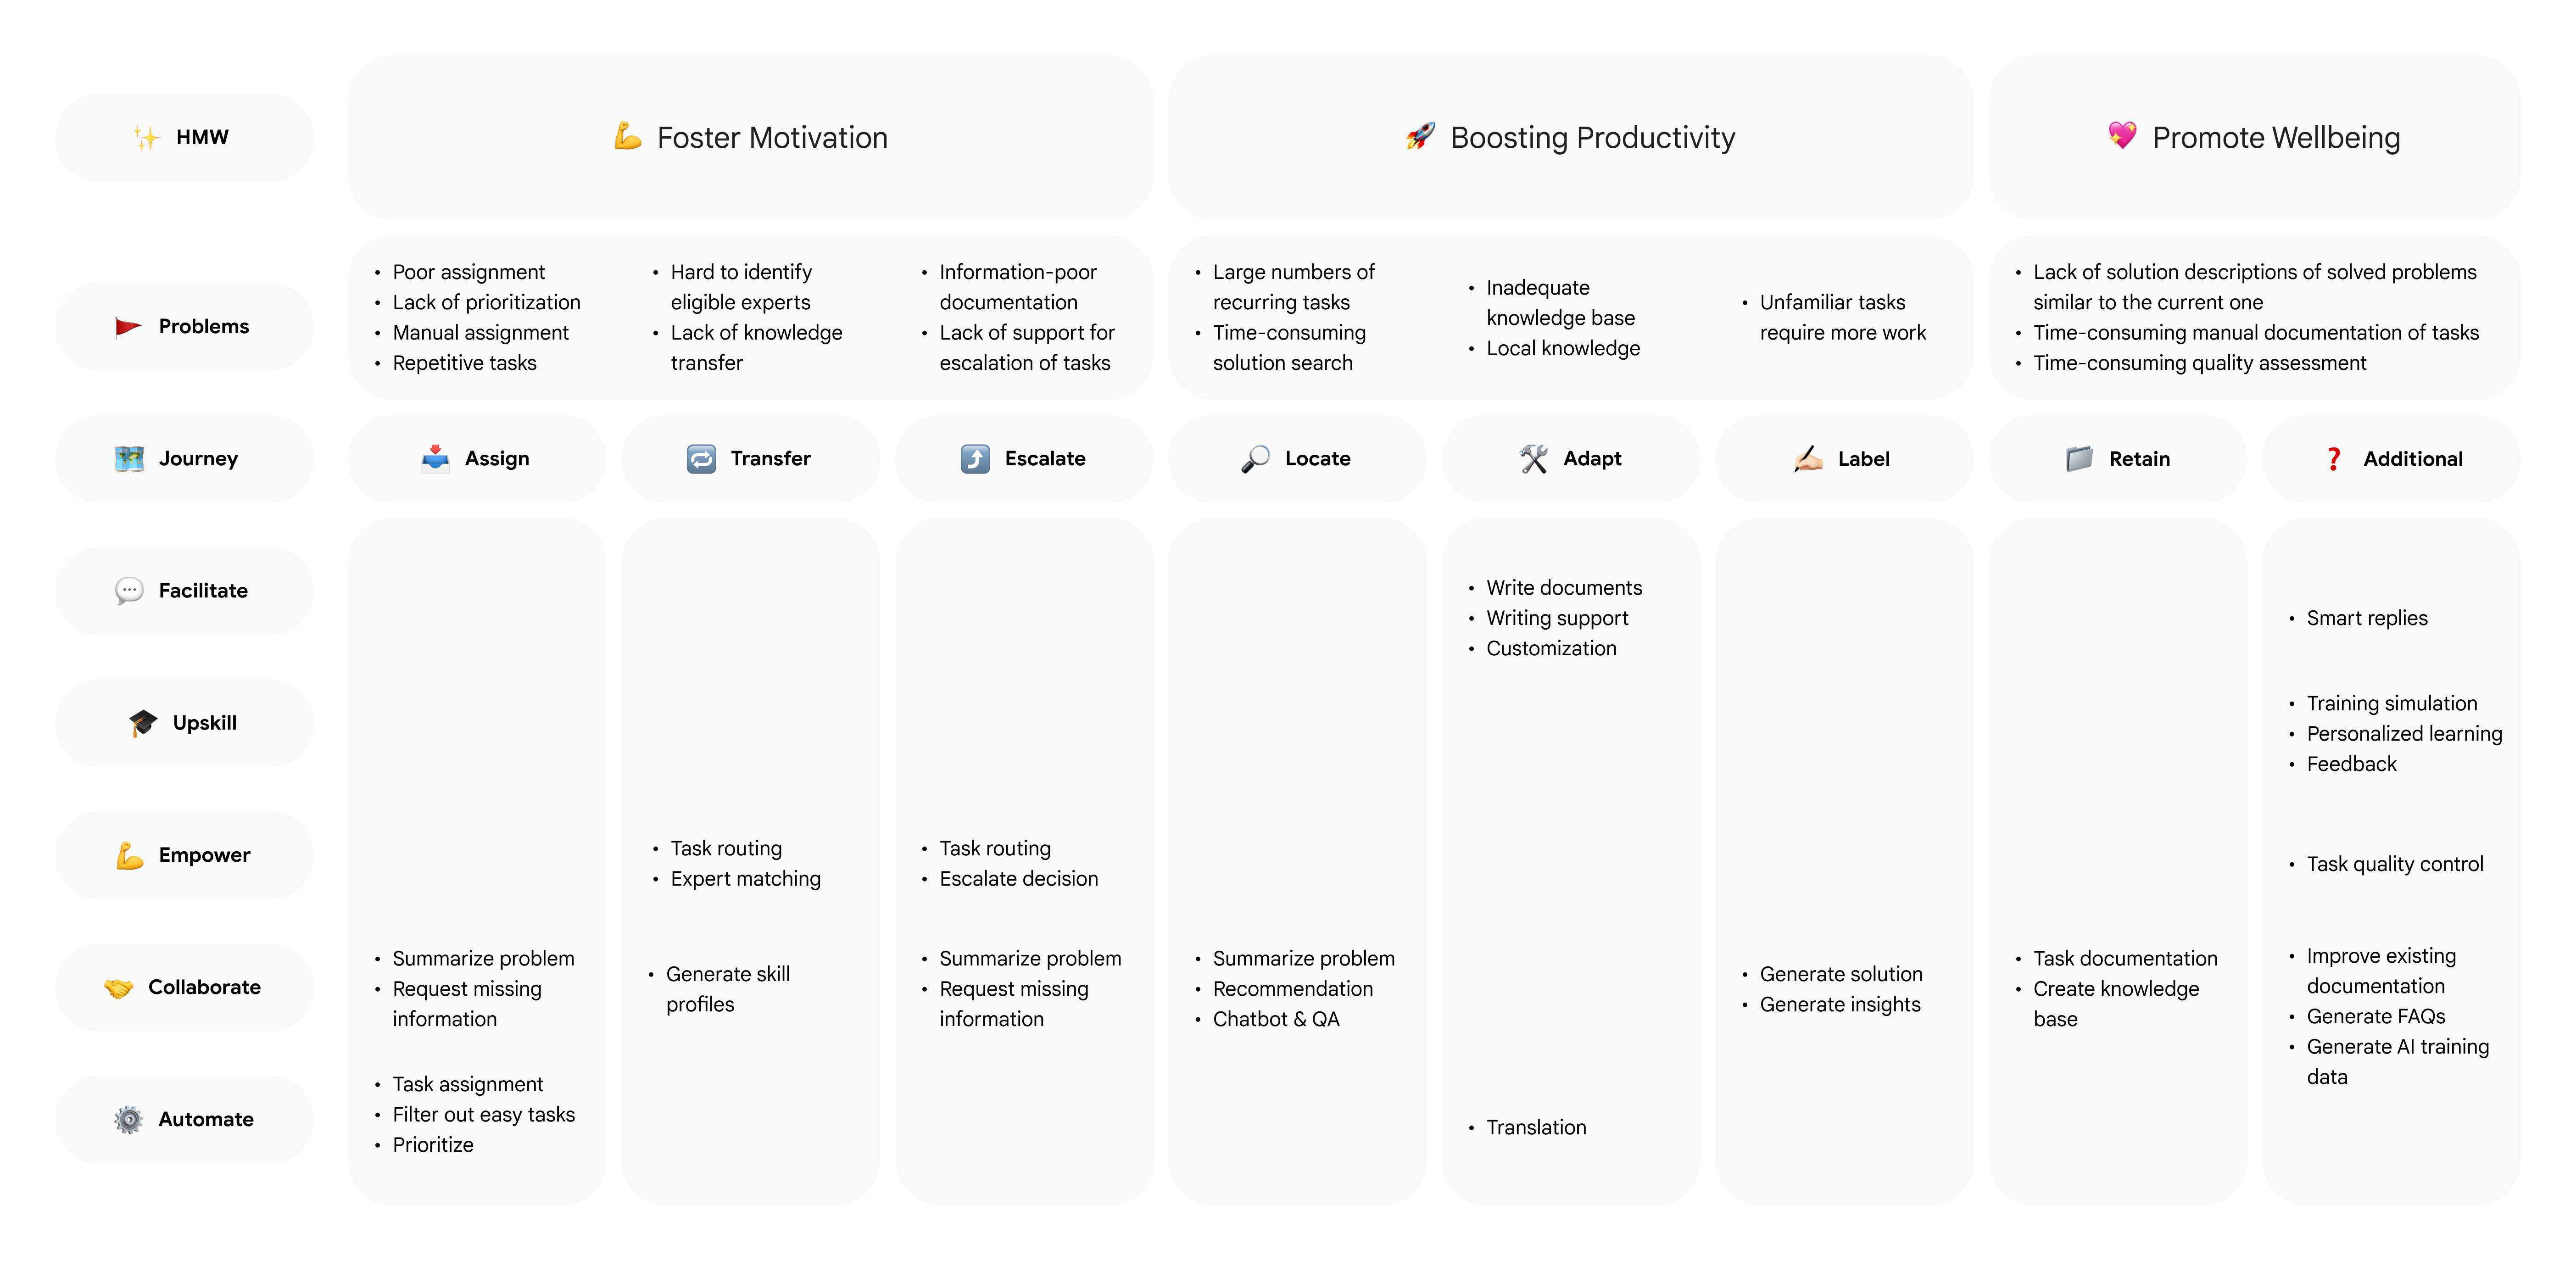 HMW
Foster Motivation
Boosting Productivity
Promote Wellbeing
Problems
• Poor assignment
• Lack of prioritization
• Manual assignment
• Repetitive tasks
• Hard to identify
eligible experts
• Lack of knowledge
transfer
• Information-poor
documentation
• Lack of support for
escalation of tasks
• Large numbers of
recurring tasks
• Time-consuming
solution search
• Inadequate
knowledge base
• Local knowledge
• Unfamiliar tasks
require more work
• Lack of solution descriptions of solved problems
similar to the current one
• Time-consuming manual documentation of tasks
• Time-consuming quality assessment
Journey
Assign
Transfer
Escalate
Locate
Adapt
Label
Retain
Additional
Facilitate
• Write documents
• Writing support
• Customization
• Smart replies
Upskill
• Training simulation
• Personalized learning
• Feedback
Empower
• Task routing
• Expert matching
• Task routing
• Escalate decision
• Task quality control
Collaborate
• Summarize problem
• Request missing
information
• Generate skill
profiles
• Summarize problem
• Request missing
information
• Summarize problem
• Recommendation
• Chatbot & QA
• Generate solution
• Generate insights
• Task documentation
• Create knowledge
base
• Improve existing
documentation
• Generate FAQs
• Generate AI training
data
Automate
• Task assignment
• Filter out easy tasks
• Prioritize
• Translation